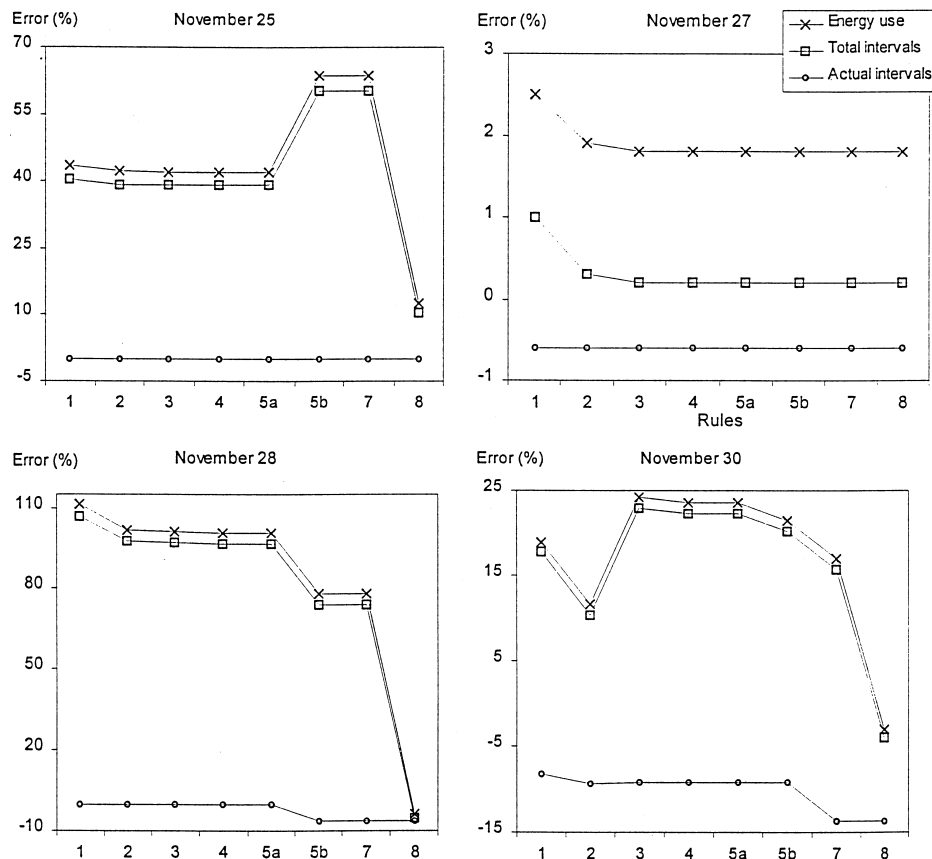 Error (%)
November 25
70
55
40
25
10
-5
1 2 3 4 5a 5b 7 8
November 27
Energy use
Total intervals
Actual intervals
3
2
1
0
-1
1 2 3 4 5a 5b 7 8
Rules
Error (%)
November 28
110
80
50
20
-10
1 2 3 4 5a 5b 7 8
Error (%)
November 30
25
15
5
-5
-15
1 2 3 4 5a 5b 7 8